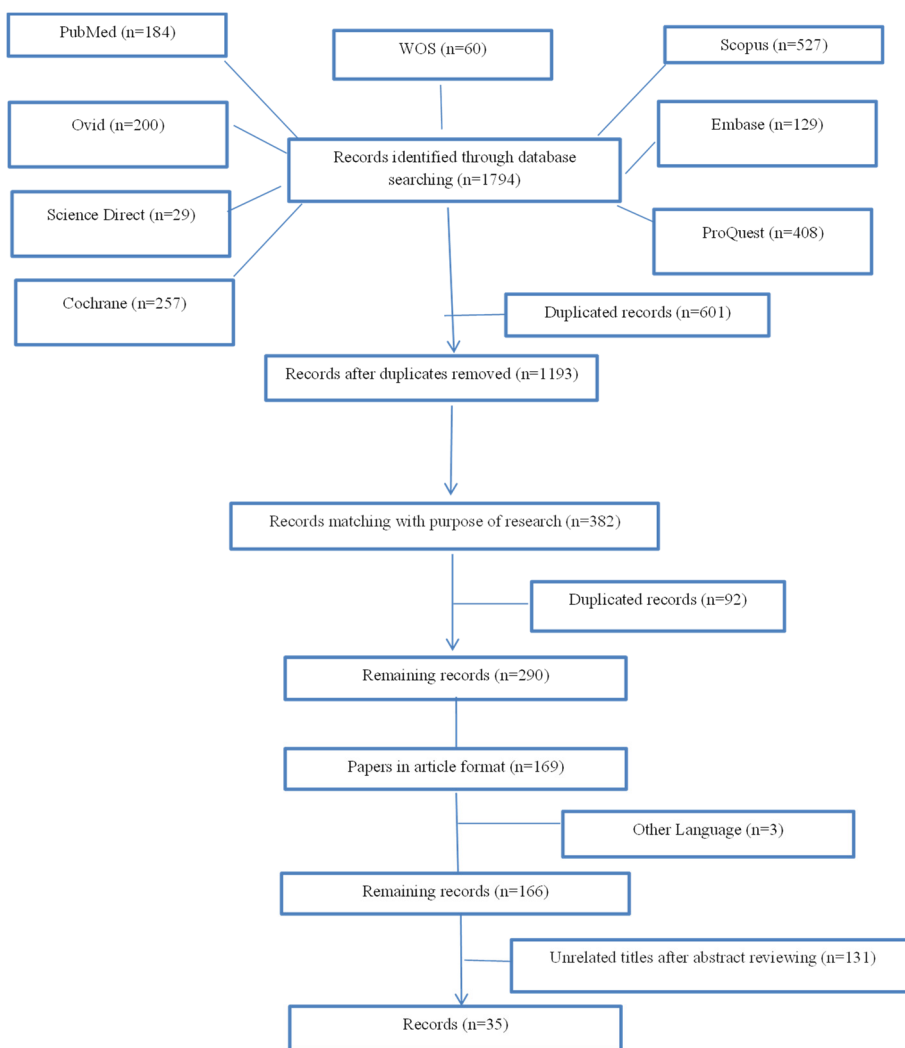 PubMed (n=184)
WOS (n=60)
Scopus (n=527)
Ovid (n=200)
Embase (n=129)
Records identified through database
searching (n=1794)
Science Direct (n=29)
ProQuest (n=408)
Cochrane (n=257)
Duplicated records (n=601)
Records after duplicates removed (n=1193)
Records matching with purpose of research (n=382)
Duplicated records (n=92)
Remaining records (n=290)
Papers in article format (n=169)
Other Language (n=3)
Remaining records (n=166)
Unrelated titles after abstract reviewing (n=131)
Records (n=35)